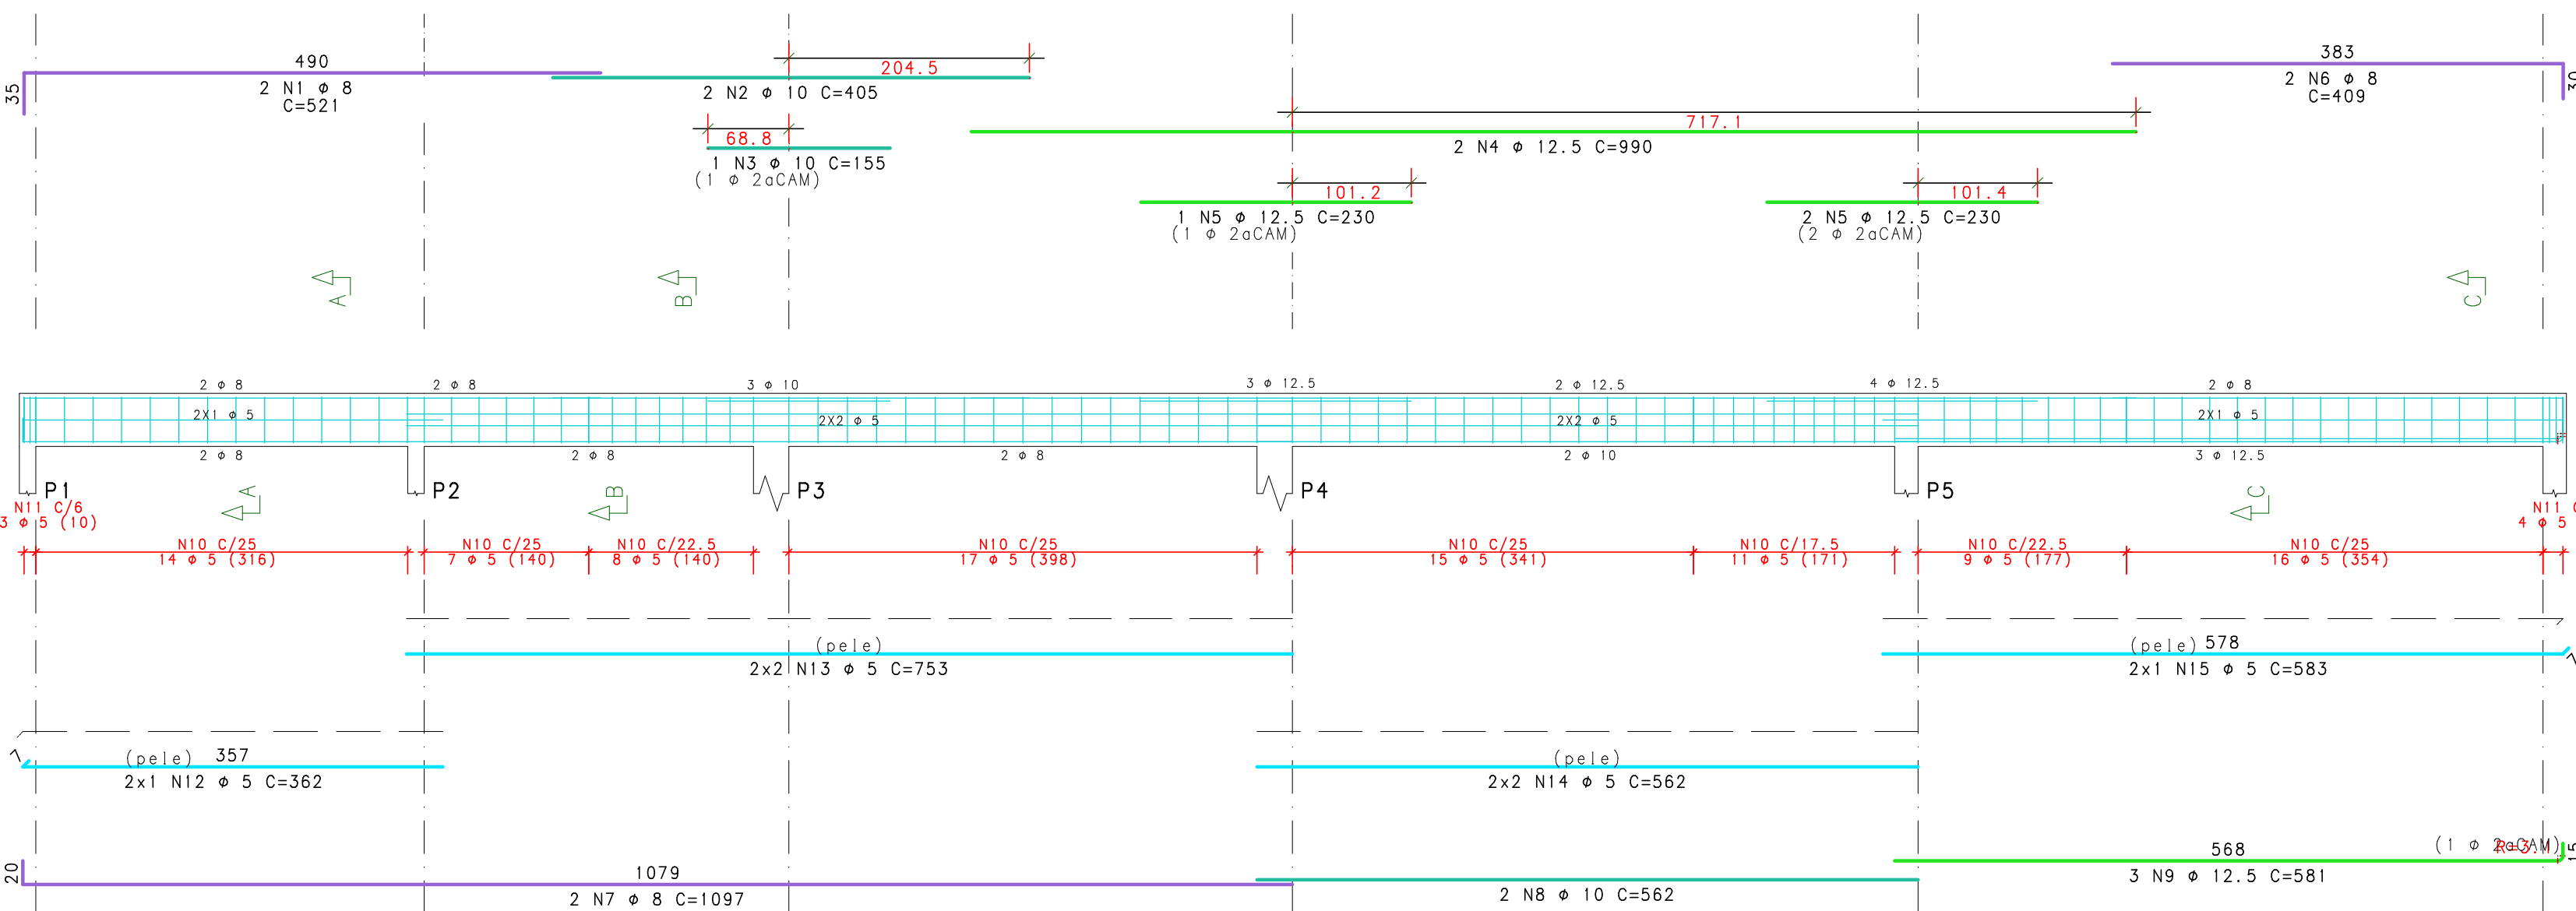 490
35
2 N1 φ 8
C=521
204.5
2 N2 φ 10 C=405
68.8
1 N3 φ 10 C=155
(1 φ 2aCAM)
717.1
2 N4 φ 12.5 C=990
101.2
1 N5 φ 12.5 C=230
(1 φ 2aCAM)
101.4
2 N5 φ 12.5 C=230
(2 φ 2aCAM)
383
30
2 N6 φ 8
C=409
A
B
C
2 φ 8
2 φ 8
3 φ 10
3 φ 12.5
2 φ 12.5
4 φ 12.5
2 φ 8
2X1 φ 5
2X2 φ 5
2X2 φ 5
2X1 φ 5
2 φ 8
2 φ 8
2 φ 8
2 φ 10
3 φ 12.5
P1
P2
P3
P4
P5
A
B
C
N11 C/6
3 φ 5 (10)
N11
4 φ 5
N10 C/25
14 φ 5 (316)
N10 C/25
7 φ 5 (140)
N10 C/22.5
8 φ 5 (140)
N10 C/25
17 φ 5 (398)
N10 C/25
15 φ 5 (341)
N10 C/17.5
11 φ 5 (171)
N10 C/22.5
9 φ 5 (177)
N10 C/25
16 φ 5 (354)
(pele)
2x2 N13 φ 5 C=753
(pele) 578
2x1 N15 φ 5 C=583
7
(pele) 357
2x1 N12 φ 5 C=362
(pele)
2x2 N14 φ 5 C=562
20
1079
2 N7 φ 8 C=1097
2 N8 φ 10 C=562
568
3 N9 φ 12.5 C=581
15